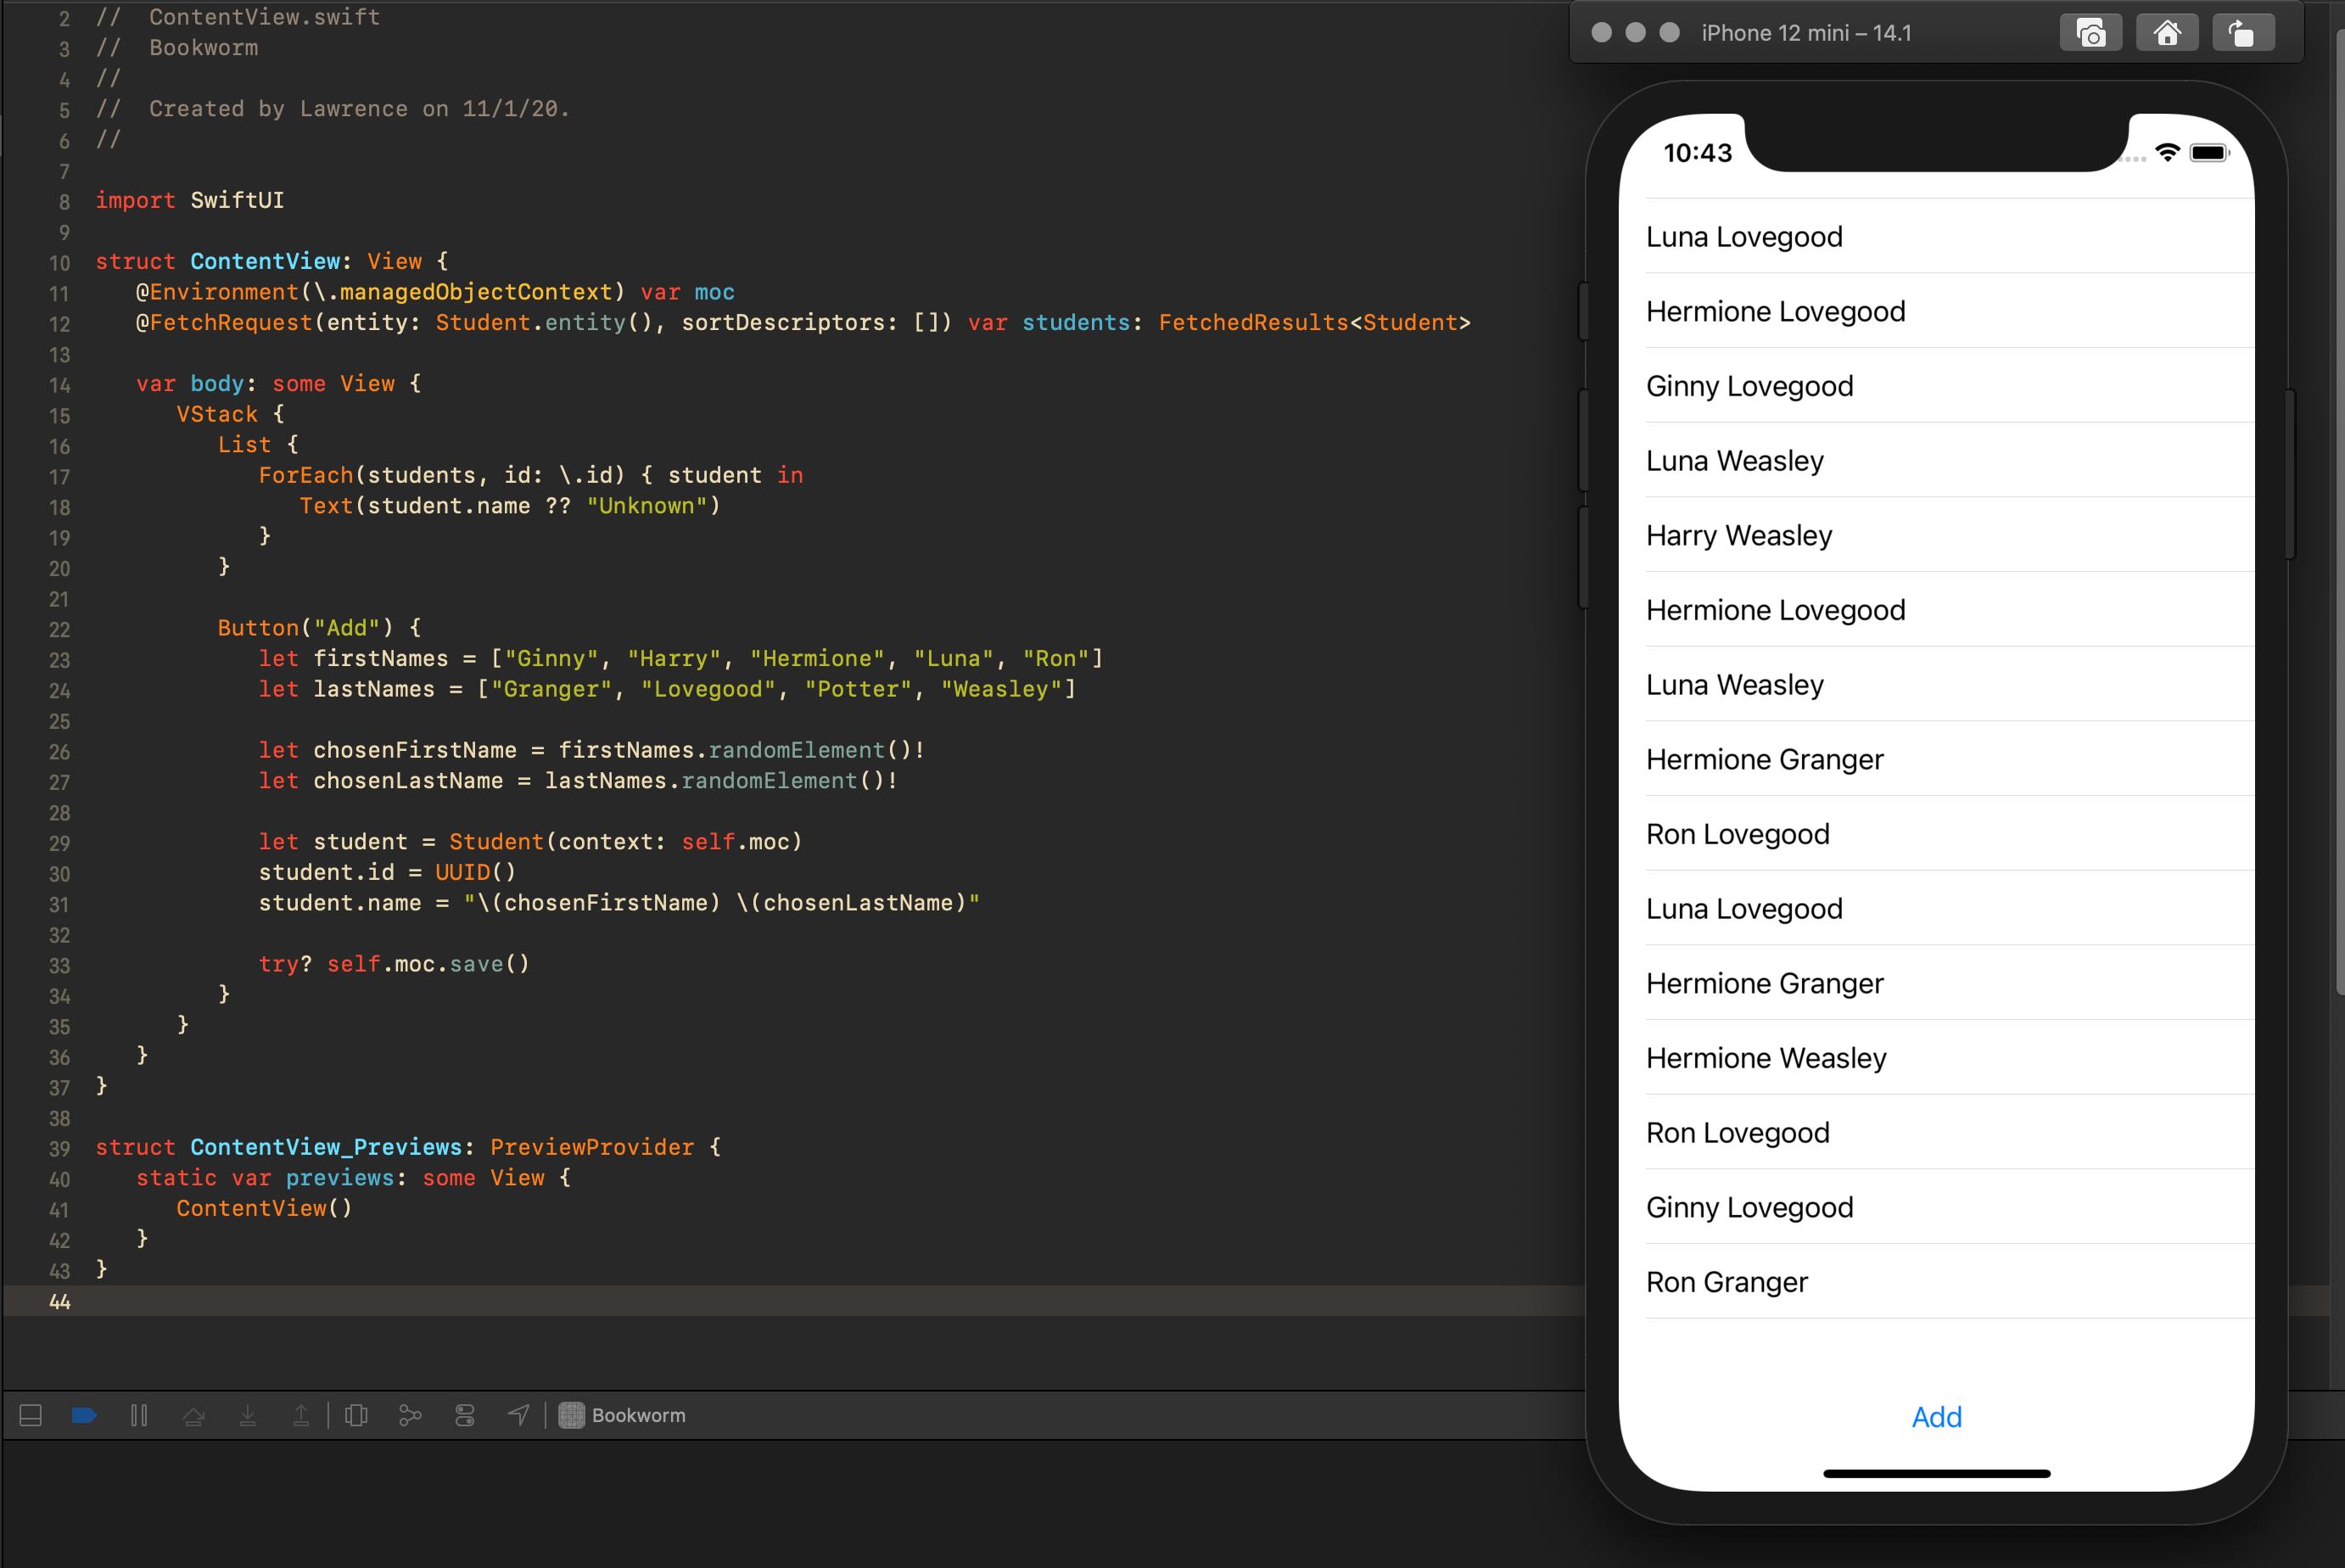 2 //  ContentView.swift
3 //  Bookworm
4 //
5 //  Created by Lawrence on 11/1/20.
6 //
7
8 import SwiftUI
9
10 struct ContentView: View {
11    @Environment(\.managedObjectContext) var moc
12    @FetchRequest(entity: Student.entity(), sortDescriptors: []) var students: FetchedResults<Student>
13
14    var body: some View {
15       VStack {
16          List {
17             ForEach(students, id: \.id) { student in
18                Text(student.name ?? "Unknown")
19             }
20          }
21
22          Button("Add") {
23             let firstNames = ["Ginny", "Harry", "Hermione", "Luna", "Ron"]
24             let lastNames = ["Granger", "Lovegood", "Potter", "Weasley"]
25
26             let chosenFirstName = firstNames.randomElement()!
27             let chosenLastName = lastNames.randomElement()!
28
29             let student = Student(context: self.moc)
30             student.id = UUID()
31             student.name = "\(chosenFirstName) \(chosenLastName)"
32
33             try? self.moc.save()
34          }
35       }
36    }
37 }
38
39 struct ContentView_Previews: PreviewProvider {
40    static var previews: some View {
41       ContentView()
42    }
43 }
44
Bookworm
iPhone 12 mini – 14.1
10:43
Luna Lovegood
Hermione Lovegood
Ginny Lovegood
Luna Weasley
Harry Weasley
Hermione Lovegood
Luna Weasley
Hermione Granger
Ron Lovegood
Luna Lovegood
Hermione Granger
Hermione Weasley
Ron Lovegood
Ginny Lovegood
Ron Granger
Add